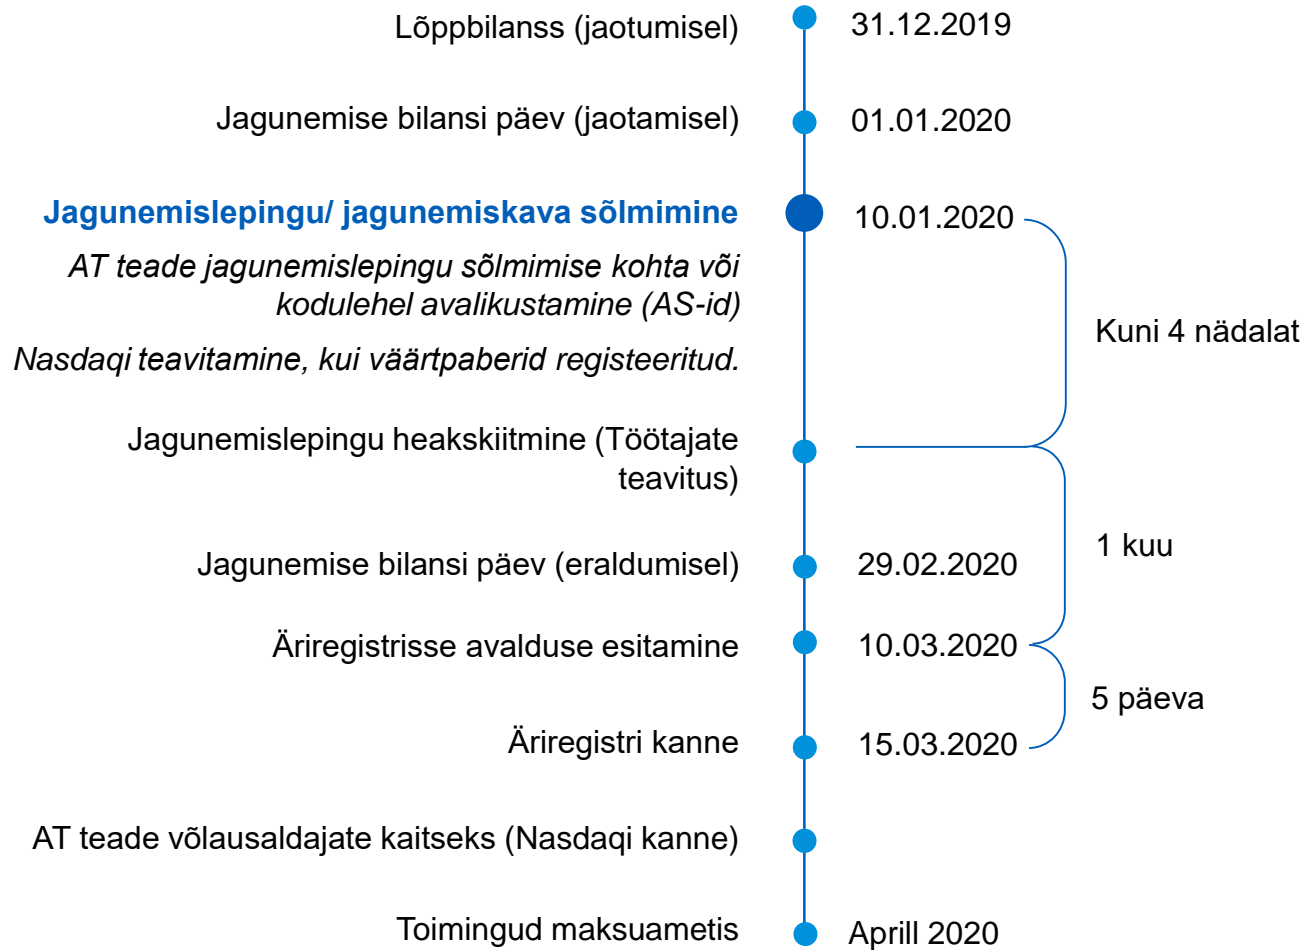 Lõppbilanss (jaotumisel) 31.12.2019
Jagunemise bilansi päev (jaotamisel) 01.01.2020
Jagunemislepingu/ jagunemiskava sõlmimine 10.01.2020
AT teade jagunemislepingu sõlmimise kohta või
kodulehel avalikustamine (AS-id)
Kuni 4 nädalat
Nasdaqi teavitamine, kui väärtpaberid registeeritud.
Jagunemislepingu heakskiitmine (Töötajate
teavitus)
1 kuu
Jagunemise bilansi päev (eraldumisel) 29.02.2020
Äriregistrisse avalduse esitamine 10.03.2020
5 päeva
Äriregistri kanne 15.03.2020
AT teade võlausaldajate kaitseks (Nasdaqi kanne)
Toimingud maksuametis Aprill 2020